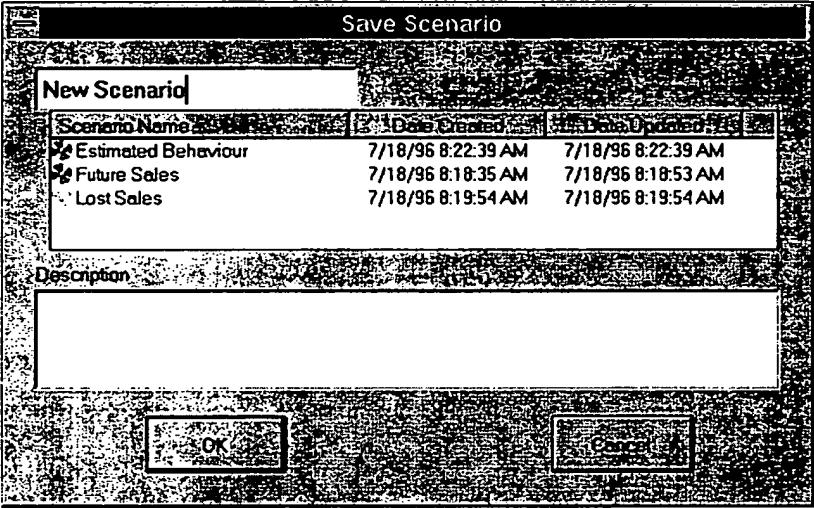 Save Scenario
New Scenario
Scenario Name Date Created Date Updated
Estimated Behaviour 7/18/96 8:22:39 AM 7/18/96 8:22:39 AM
Future Sales 7/18/96 8:18:35 AM 7/18/96 8:18:53 AM
Lost Sales 7/18/96 8:19:54 AM 7/18/96 8:19:54 AM
Description
OK Cancel